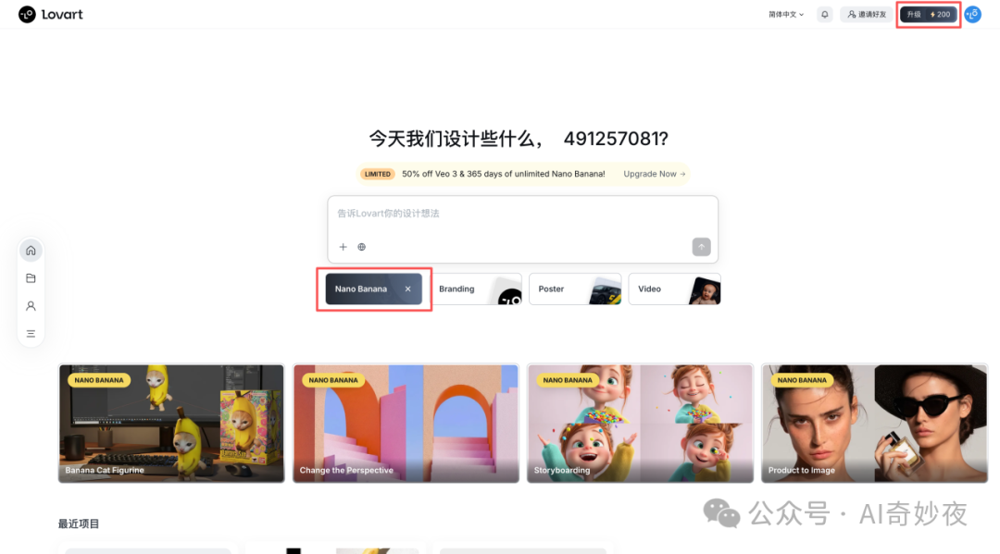 Lovart
简体中文
邀请好友
升级 200
今天我们设计些什么， 491257081?
LIMITED 50% off Veo 3 & 365 days of unlimited Nano Banana! Upgrade Now →
告诉Lovart你的设计想法
Nano Banana ×
Branding
Poster
Video
NANO BANANA
Banana Cat Figurine
NANO BANANA
Change the Perspective
NANO BANANA
Storyboarding
NANO BANANA
Product to Image
最近项目
公众号 · AI奇妙夜